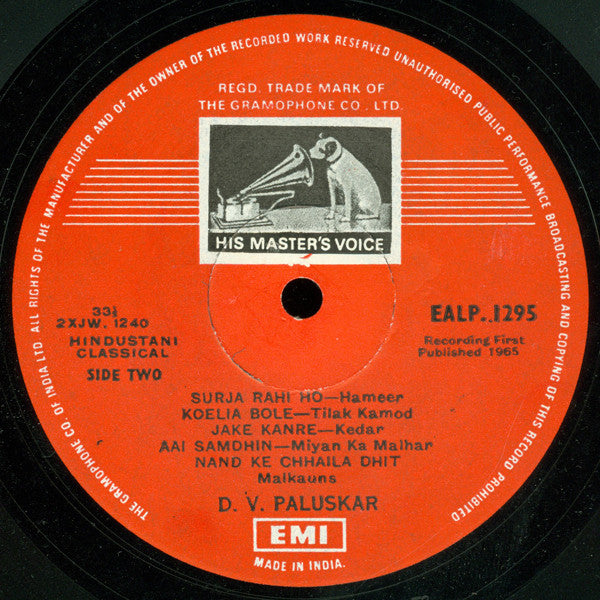 THE GRAMOPHONE CO. OF INDIA LTD. ALL RIGHTS OF THE MANUFACTURER AND OF THE OWNER OF THE RECORDED WORK RESERVED UNAUTHORISED PUBLIC PERFORMANCE BROADCASTING AND COPYING OF THIS RECORD PROHIBITED
REGD. TRADE MARK OF
THE GRAMOPHONE CO., LTD.
HIS MASTER'S VOICE
33⅓
2XJW. 1240
HINDUSTANI
CLASSICAL
SIDE TWO
EALP. 1295
Recording First
Published 1965
SURJA RAHI HO—Hameer
KOELIA BOLE—Tilak Kamod
JAKE KANRE—Kedar
AAI SAMDHIN—Miyan Ka Malhar
NAND KE CHHAILA DHIT
Malkauns
D. V. PALUSKAR
EMI
MADE IN INDIA.